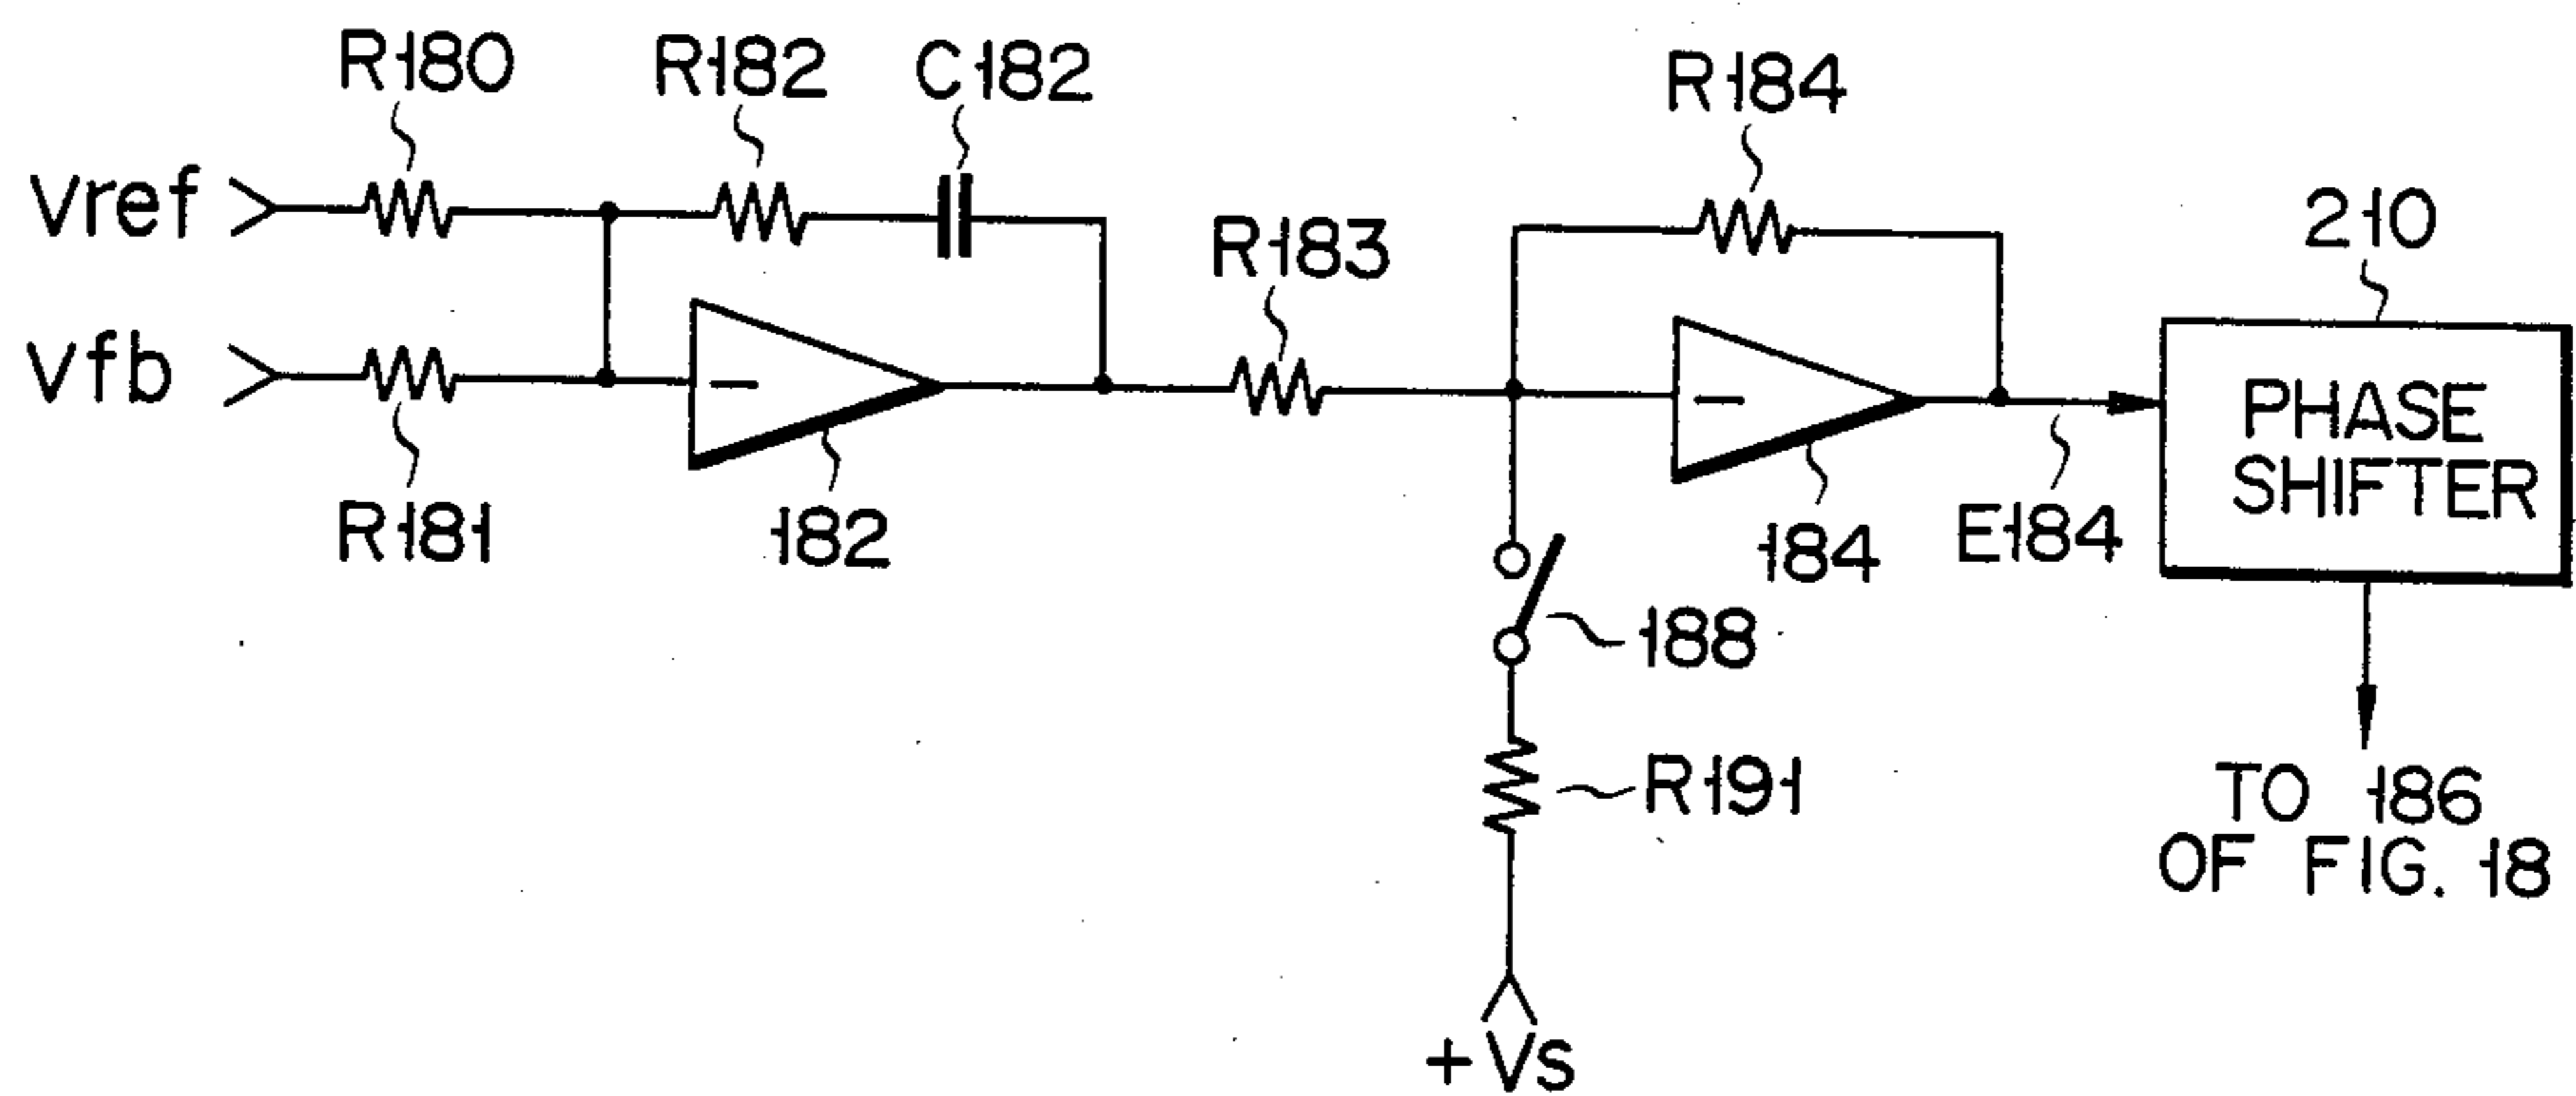 R180
R182
C182
R184
Vref
210
R183
Vfb
PHASE
SHIFTER
R181
182
184
E184
188
R191
TO 186
OF FIG. 18
+Vs